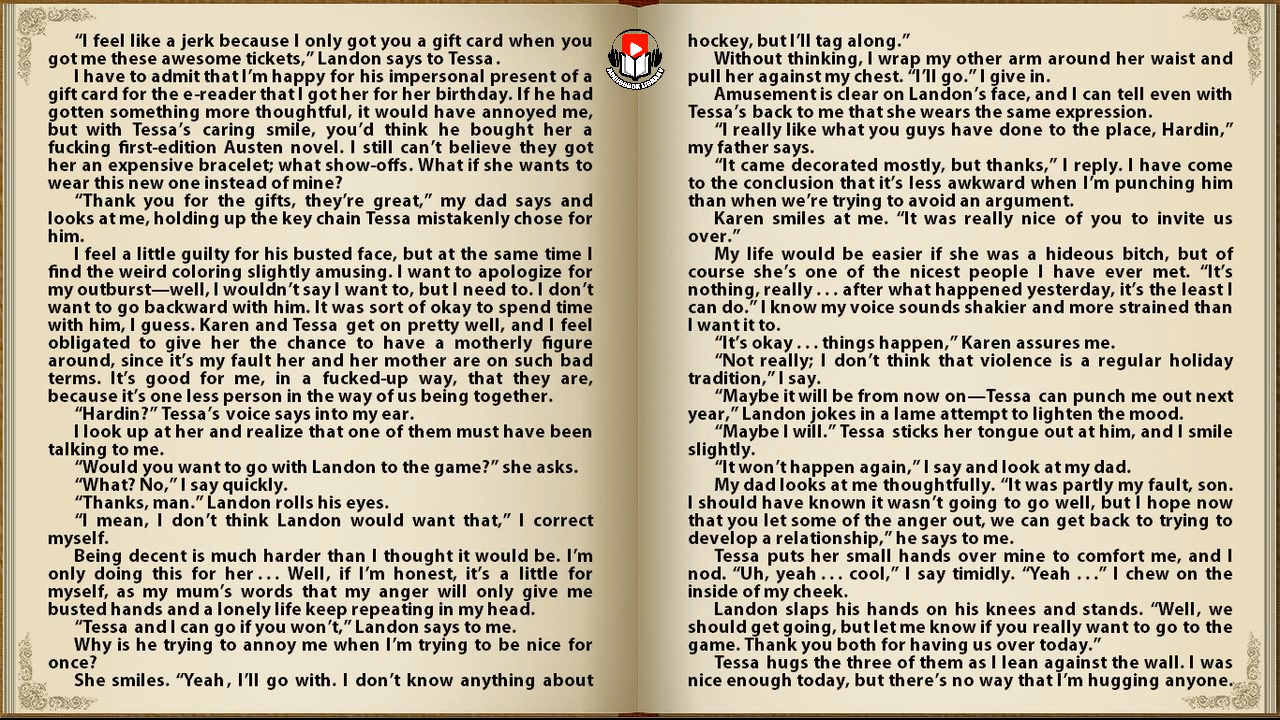 “I feel like a jerk because I only got you a gift card when you
got me these awesome tickets,” Landon says to Tessa.
I have to admit that I’m happy for his impersonal present of a
gift card for the e-reader that I got her for her birthday. If he had
gotten something more thoughtful, it would have annoyed me,
but with Tessa’s caring smile, you’d think he bought her a
fucking first-edition Austen novel. I still can’t believe they got
her an expensive bracelet; what show-offs. What if she wants to
wear this new one instead of mine?
“Thank you for the gifts, they’re great,” my dad says and
looks at me, holding up the key chain Tessa mistakenly chose for
him.
I feel a little guilty for his busted face, but at the same time I
find the weird coloring slightly amusing. I want to apologize for
my outburst—well, I wouldn’t say I want to, but I need to. I don’t
want to go backward with him. It was sort of okay to spend time
with him, I guess. Karen and Tessa get on pretty well, and I feel
obligated to give her the chance to have a motherly figure
around, since it’s my fault her and her mother are on such bad
terms. It’s good for me, in a fucked-up way, that they are,
because it’s one less person in the way of us being together.
“Hardin?” Tessa’s voice says into my ear.
I look up at her and realize that one of them must have been
talking to me.
“Would you want to go with Landon to the game?” she asks.
“What? No,” I say quickly.
“Thanks, man.” Landon rolls his eyes.
“I mean, I don’t think Landon would want that,” I correct
myself.
Being decent is much harder than I thought it would be. I’m
only doing this for her . . . Well, if I’m honest, it’s a little for
myself, as my mum’s words that my anger will only give me
busted hands and a lonely life keep repeating in my head.
“Tessa and I can go if you won’t,” Landon says to me.
Why is he trying to annoy me when I’m trying to be nice for
once?
She smiles. “Yeah, I’ll go with. I don’t know anything about
hockey, but I’ll tag along.”
Without thinking, I wrap my other arm around her waist and
pull her against my chest. “I’ll go.” I give in.
Amusement is clear on Landon’s face, and I can tell even with
Tessa’s back to me that she wears the same expression.
“I really like what you guys have done to the place, Hardin,”
my father says.
“It came decorated mostly, but thanks,” I reply. I have come
to the conclusion that it’s less awkward when I’m punching him
than when we’re trying to avoid an argument.
Karen smiles at me. “It was really nice of you to invite us
over.”
My life would be easier if she was a hideous bitch, but of
course she’s one of the nicest people I have ever met. “It’s
nothing, really . . . after what happened yesterday, it’s the least I
can do.” I know my voice sounds shakier and more strained than
I want it to.
“It’s okay . . . things happen,” Karen assures me.
“Not really; I don’t think that violence is a regular holiday
tradition,” I say.
“Maybe it will be from now on—Tessa can punch me out next
year,” Landon jokes in a lame attempt to lighten the mood.
“Maybe I will.” Tessa sticks her tongue out at him, and I smile
slightly.
“It won’t happen again,” I say and look at my dad.
My dad looks at me thoughtfully. “It was partly my fault, son.
I should have known it wasn’t going to go well, but I hope now
that you let some of the anger out, we can get back to trying to
develop a relationship,” he says to me.
Tessa puts her small hands over mine to comfort me, and I
nod. “Uh, yeah . . . cool,” I say timidly. “Yeah . . .” I chew on the
inside of my cheek.
Landon slaps his hands on his knees and stands. “Well, we
should get going, but let me know if you really want to go to the
game. Thank you both for having us over today.”
Tessa hugs the three of them as I lean against the wall. I was
nice enough today, but there’s no way that I’m hugging anyone.